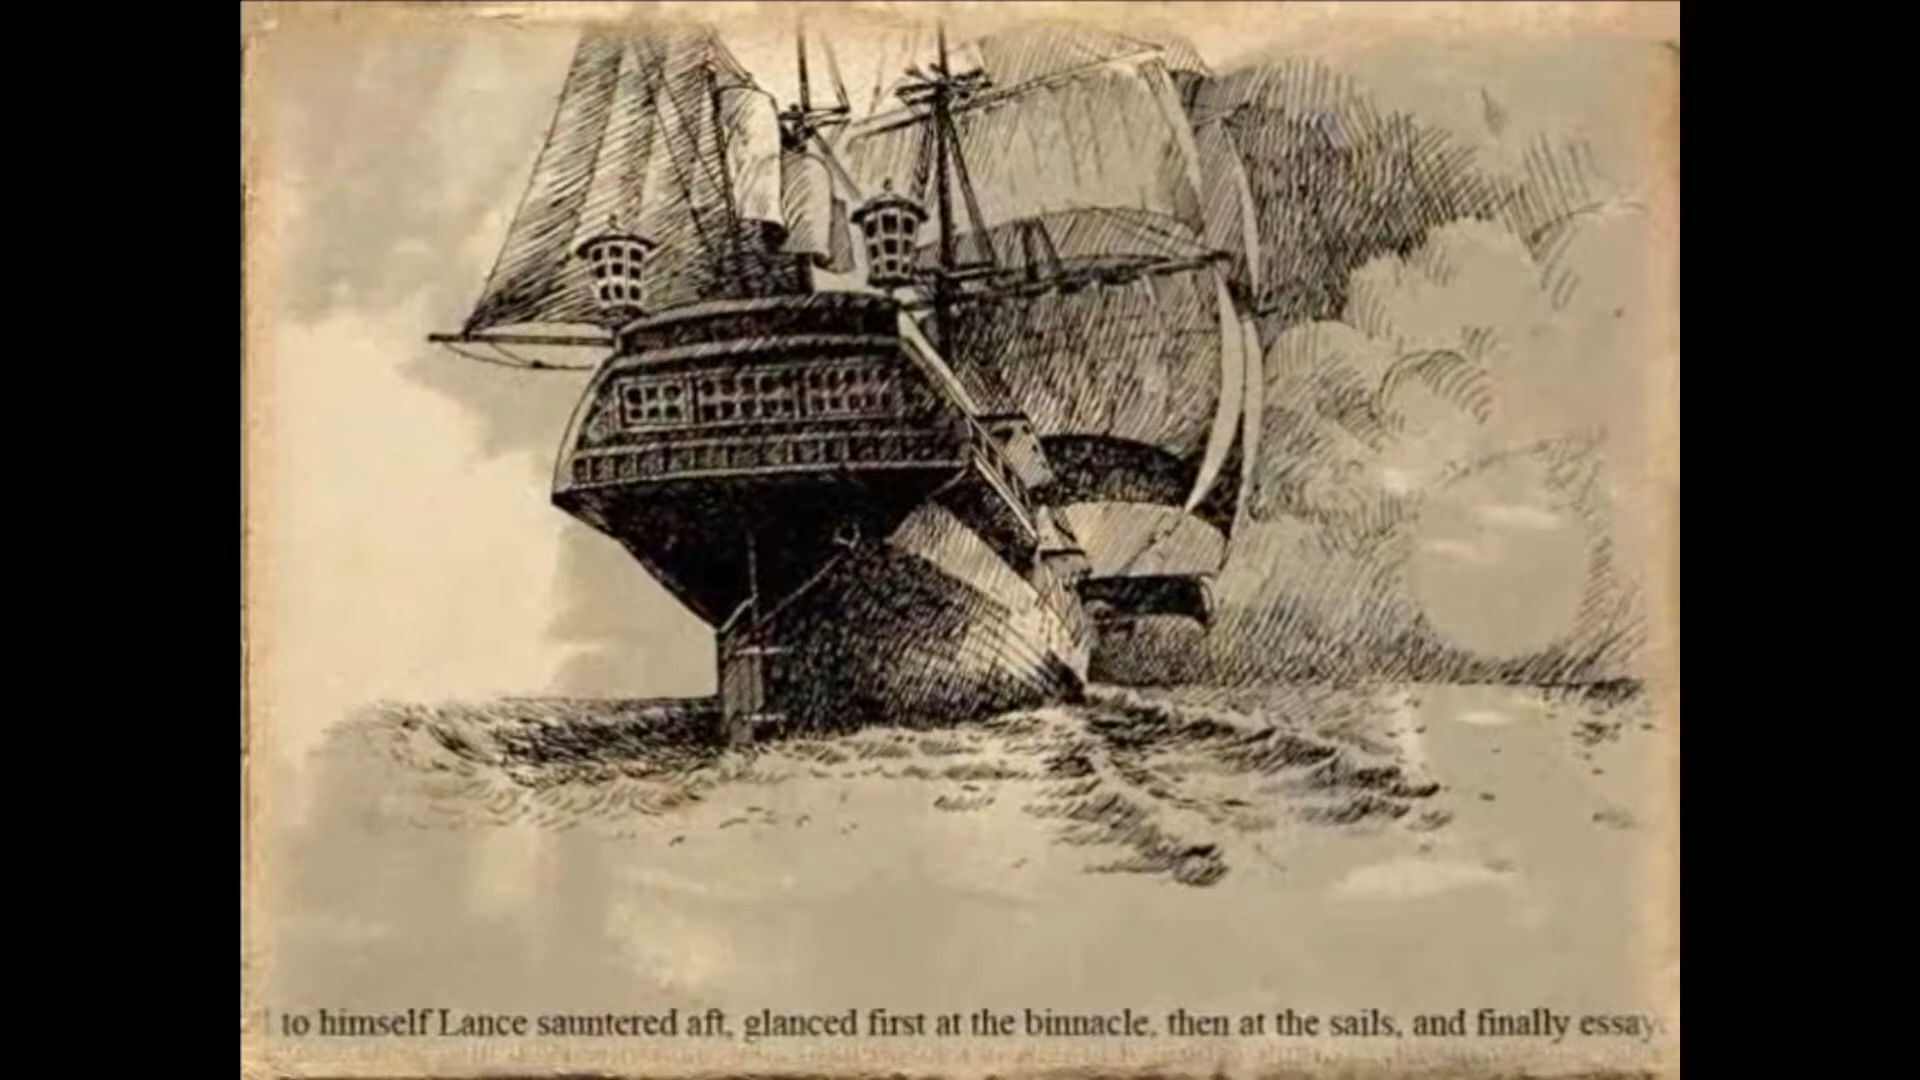 to himself Lance sauntered aft, glanced first at the binnacle, then at the sails, and finally essay